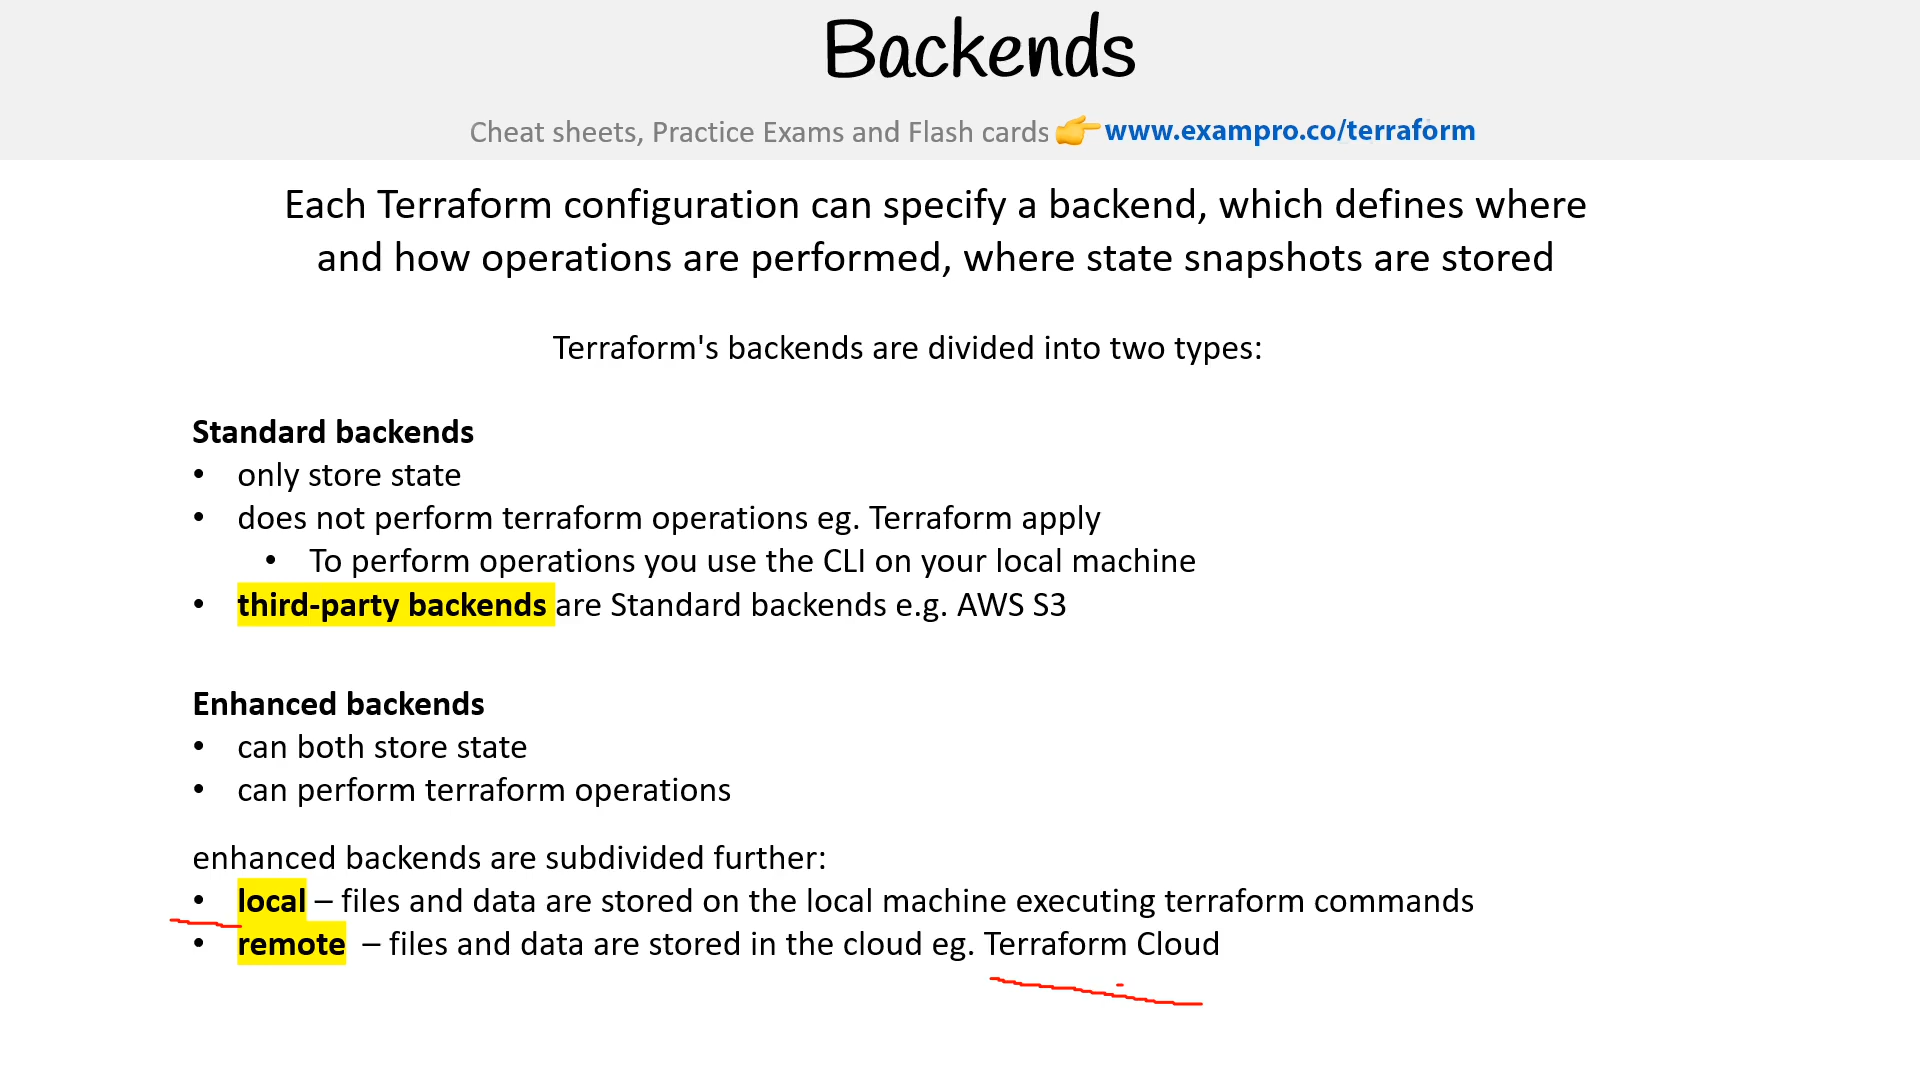 Backends
Cheat sheets, Practice Exams and Flash cards 👉 www.exampro.co/terraform
Each Terraform configuration can specify a backend, which defines where
and how operations are performed, where state snapshots are stored
Terraform's backends are divided into two types:
Standard backends
• only store state
• does not perform terraform operations eg. Terraform apply
• To perform operations you use the CLI on your local machine
• third-party backends are Standard backends e.g. AWS S3
Enhanced backends
• can both store state
• can perform terraform operations
enhanced backends are subdivided further:
• local – files and data are stored on the local machine executing terraform commands
• remote – files and data are stored in the cloud eg. Terraform Cloud